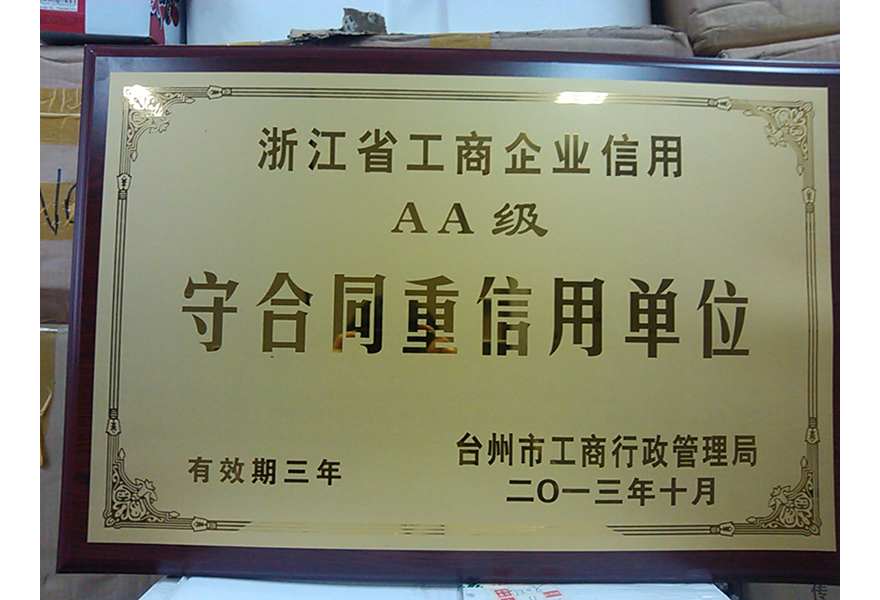 浙江省工商企业信用
AA级
守合同重信用单位
有效期三年
台州市工商行政管理局
二〇一三年十月